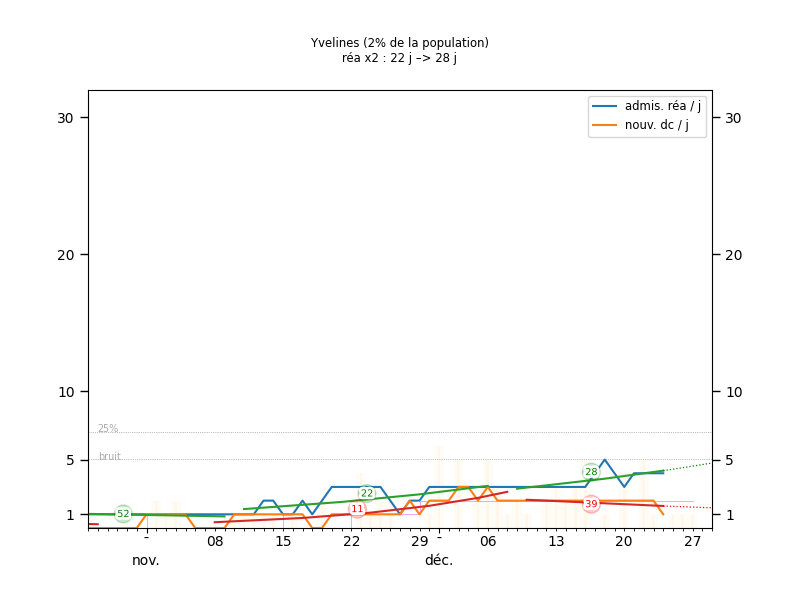 Yvelines (2% de la population)
réa x2 : 22 j –> 28 j
admis. réa / j
nouv. dc / j
30 30
20 20
10 10
25%
bruit
5 5
28
22
39
11
52
1 1
- 08 15 22 29 - 06 13 20 27
nov. déc.